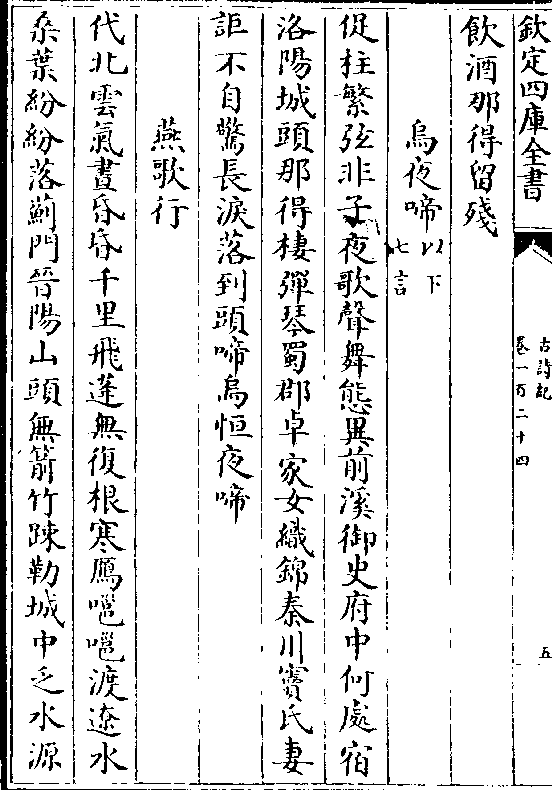 欽定四庫全書
古詩紀
卷一百二十四
五
飲酒那得留殘
烏夜啼以下七言
促柱繁弦非子夜歌聲舞態異前溪御史府中何處宿
洛陽城頭那得棲彈琴蜀郡卓家女織錦秦川竇氏妻
詎不自驚長淚落到頭啼烏恒夜啼
燕歌行
代北雲氣晝昏昏千里飛蓬無復根寒鴈嗈嗈渡遼水
桑葉紛紛落薊門晉陽山頭無箭竹踈勒城中乏水源